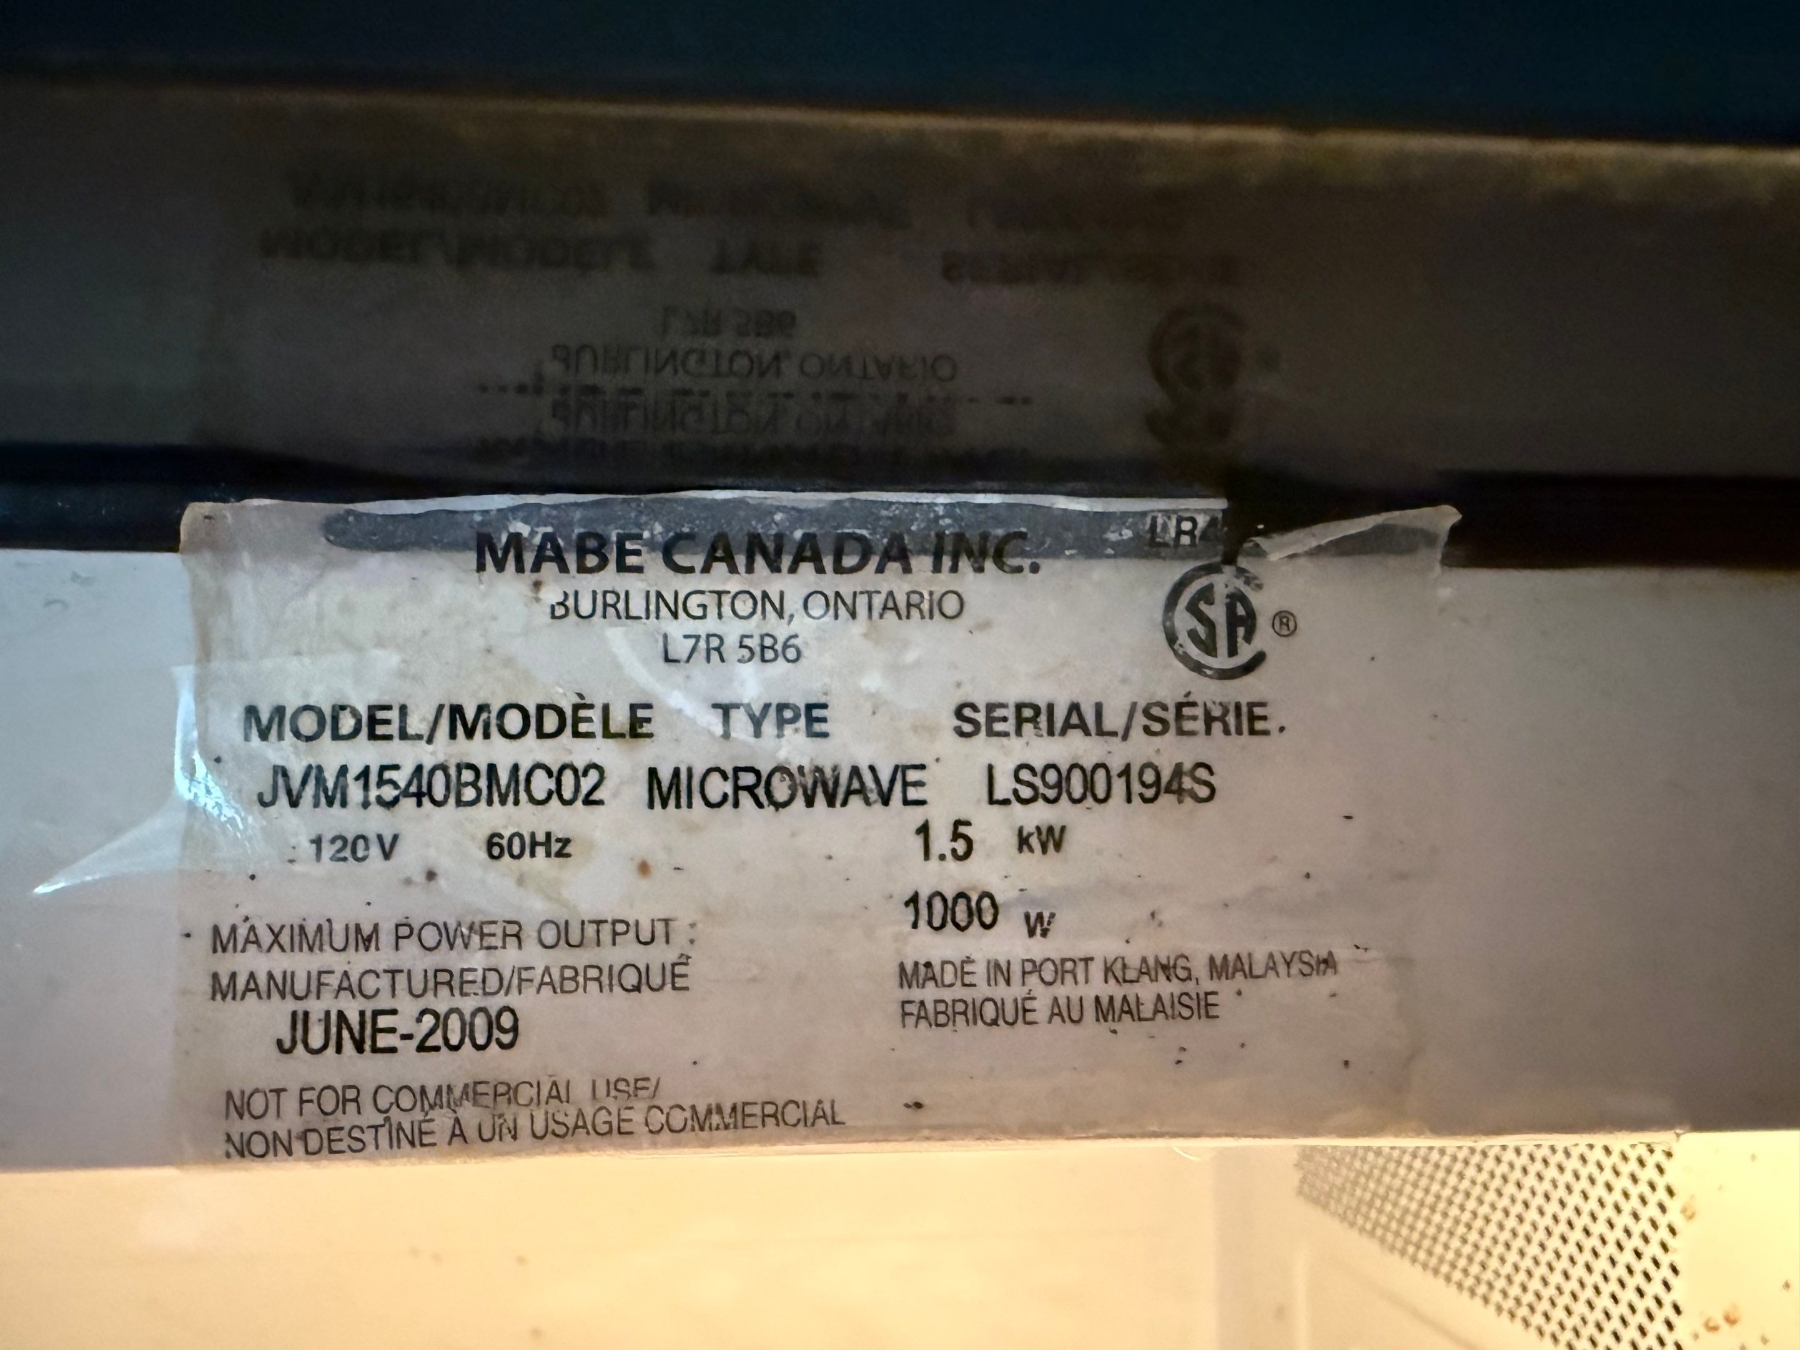 LR4
MABE CANADA INC.
BURLINGTON, ONTARIO
L7R 5B6
SA ®
MODEL/MODÈLE TYPE SERIAL/SÉRIE.
JVM1540BMC02 MICROWAVE LS900194S
120V 60Hz 1.5 kW
MAXIMUM POWER OUTPUT : 1000 W
MANUFACTURED/FABRIQUÉ
JUNE-2009
MADE IN PORT KLANG, MALAYSIA
FABRIQUÉ AU MALAISIE
NOT FOR COMMERCIAL USE/
NON DESTINÉ À UN USAGE COMMERCIAL